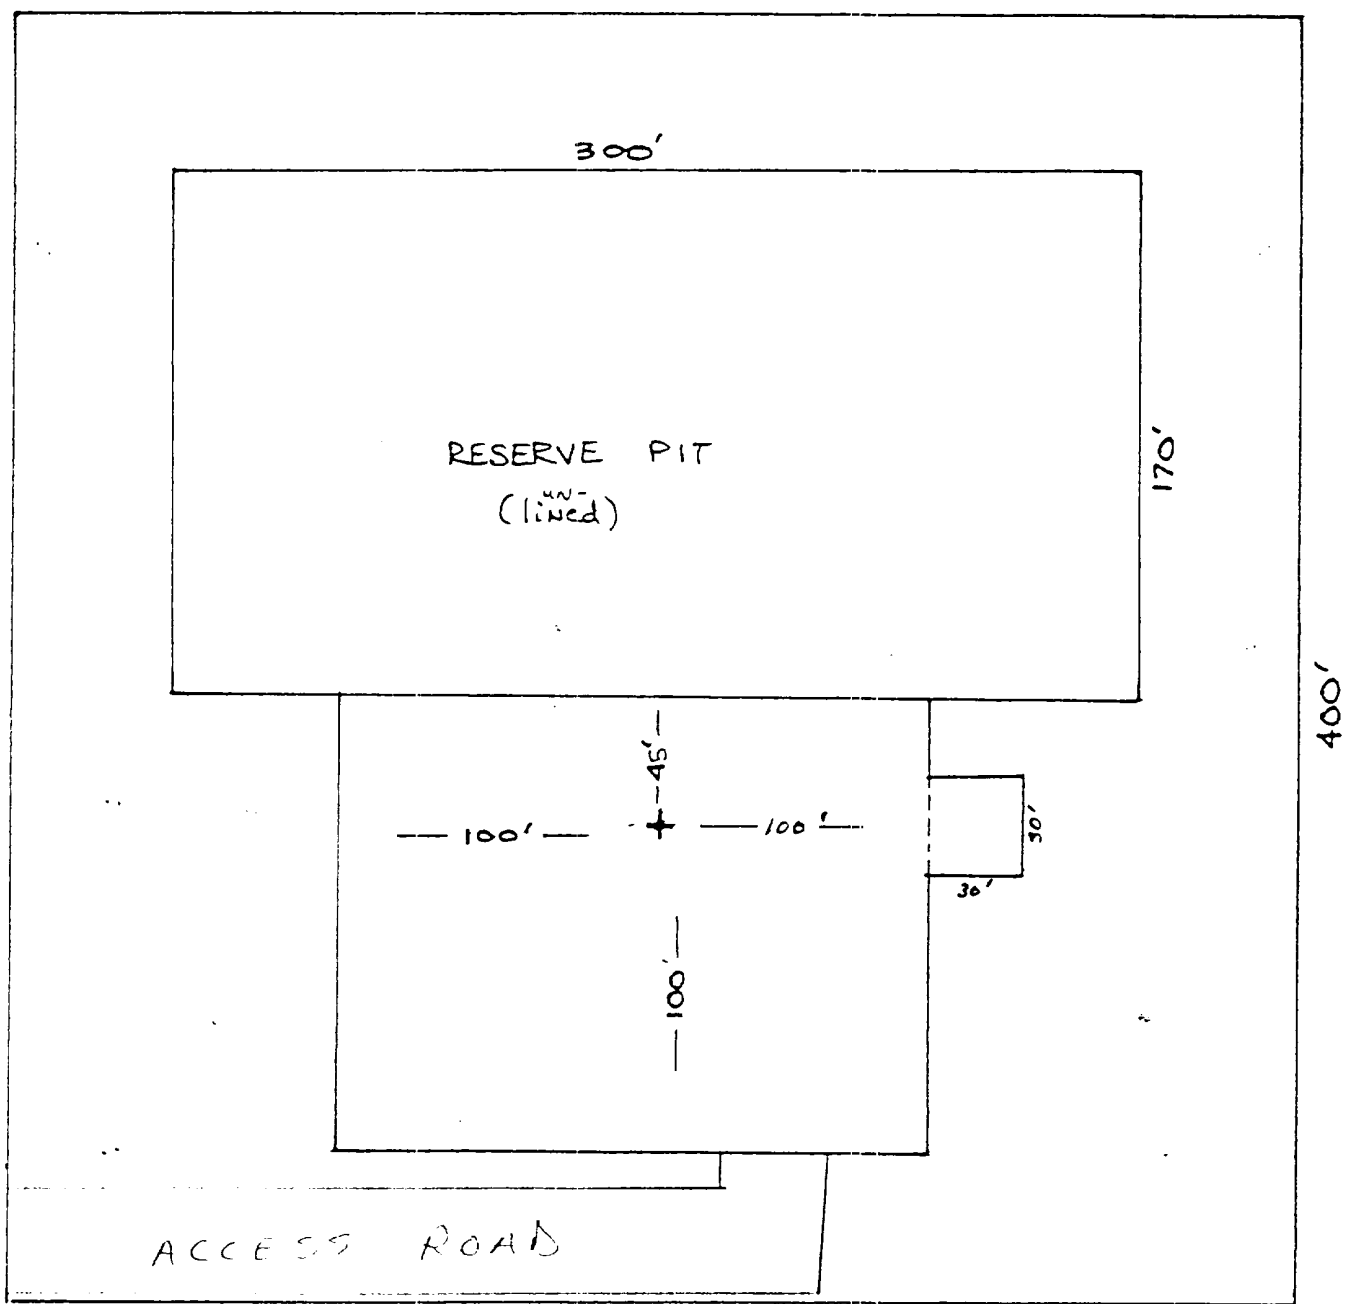 300'
RESERVE PIT
un-
(lined)
170'
400'
45'
100'
100'
30'
30'
100'
ACCESS ROAD